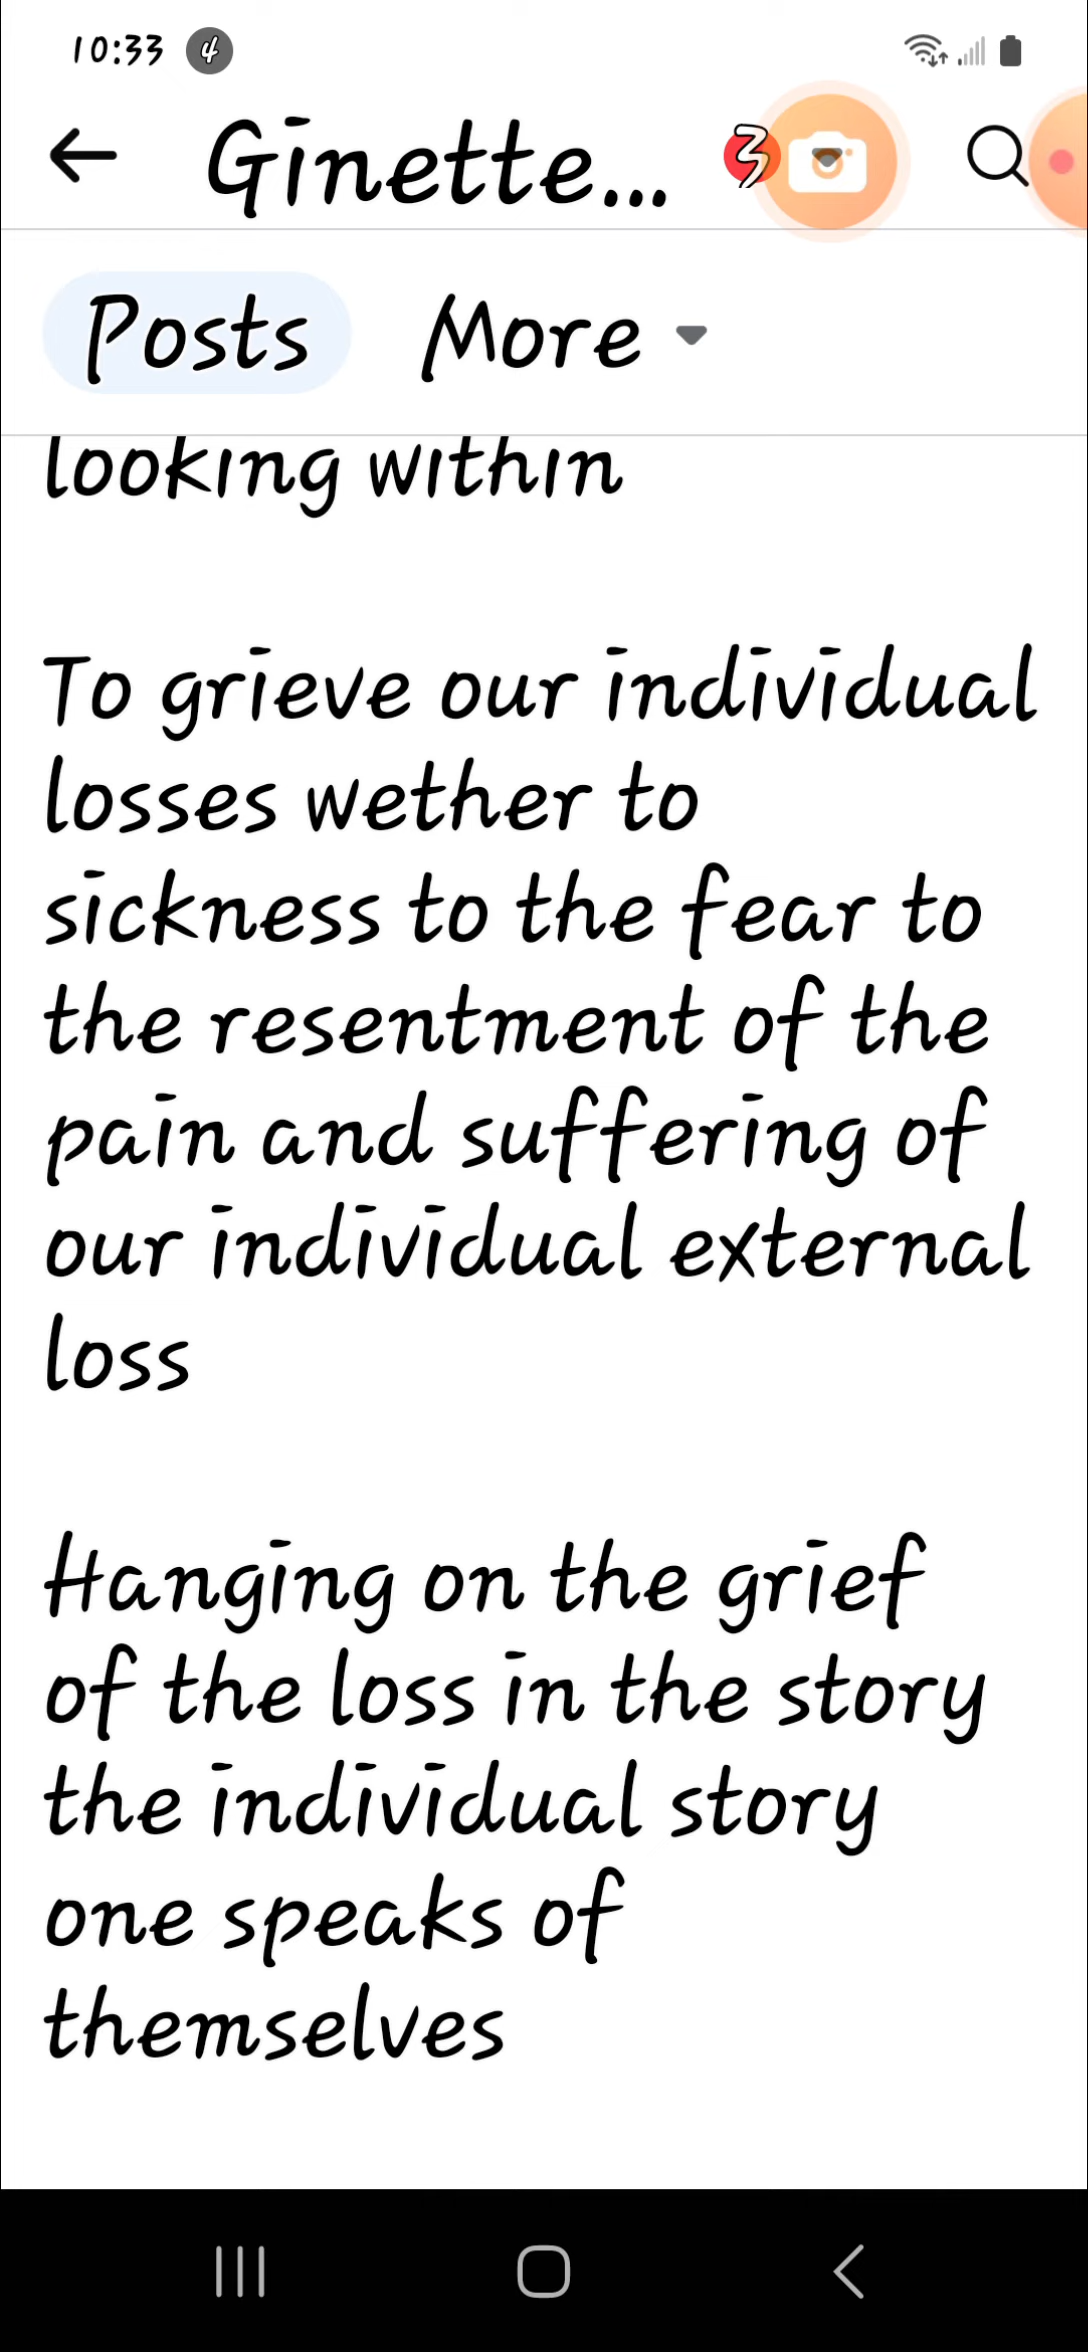 10:33 4
Ginette... 3
Posts More
looking within
To grieve our individual
losses wether to
sickness to the fear to
the resentment of the
pain and suffering of
our individual external
loss
Hanging on the grief
of the loss in the story
the individual story
one speaks of
themselves